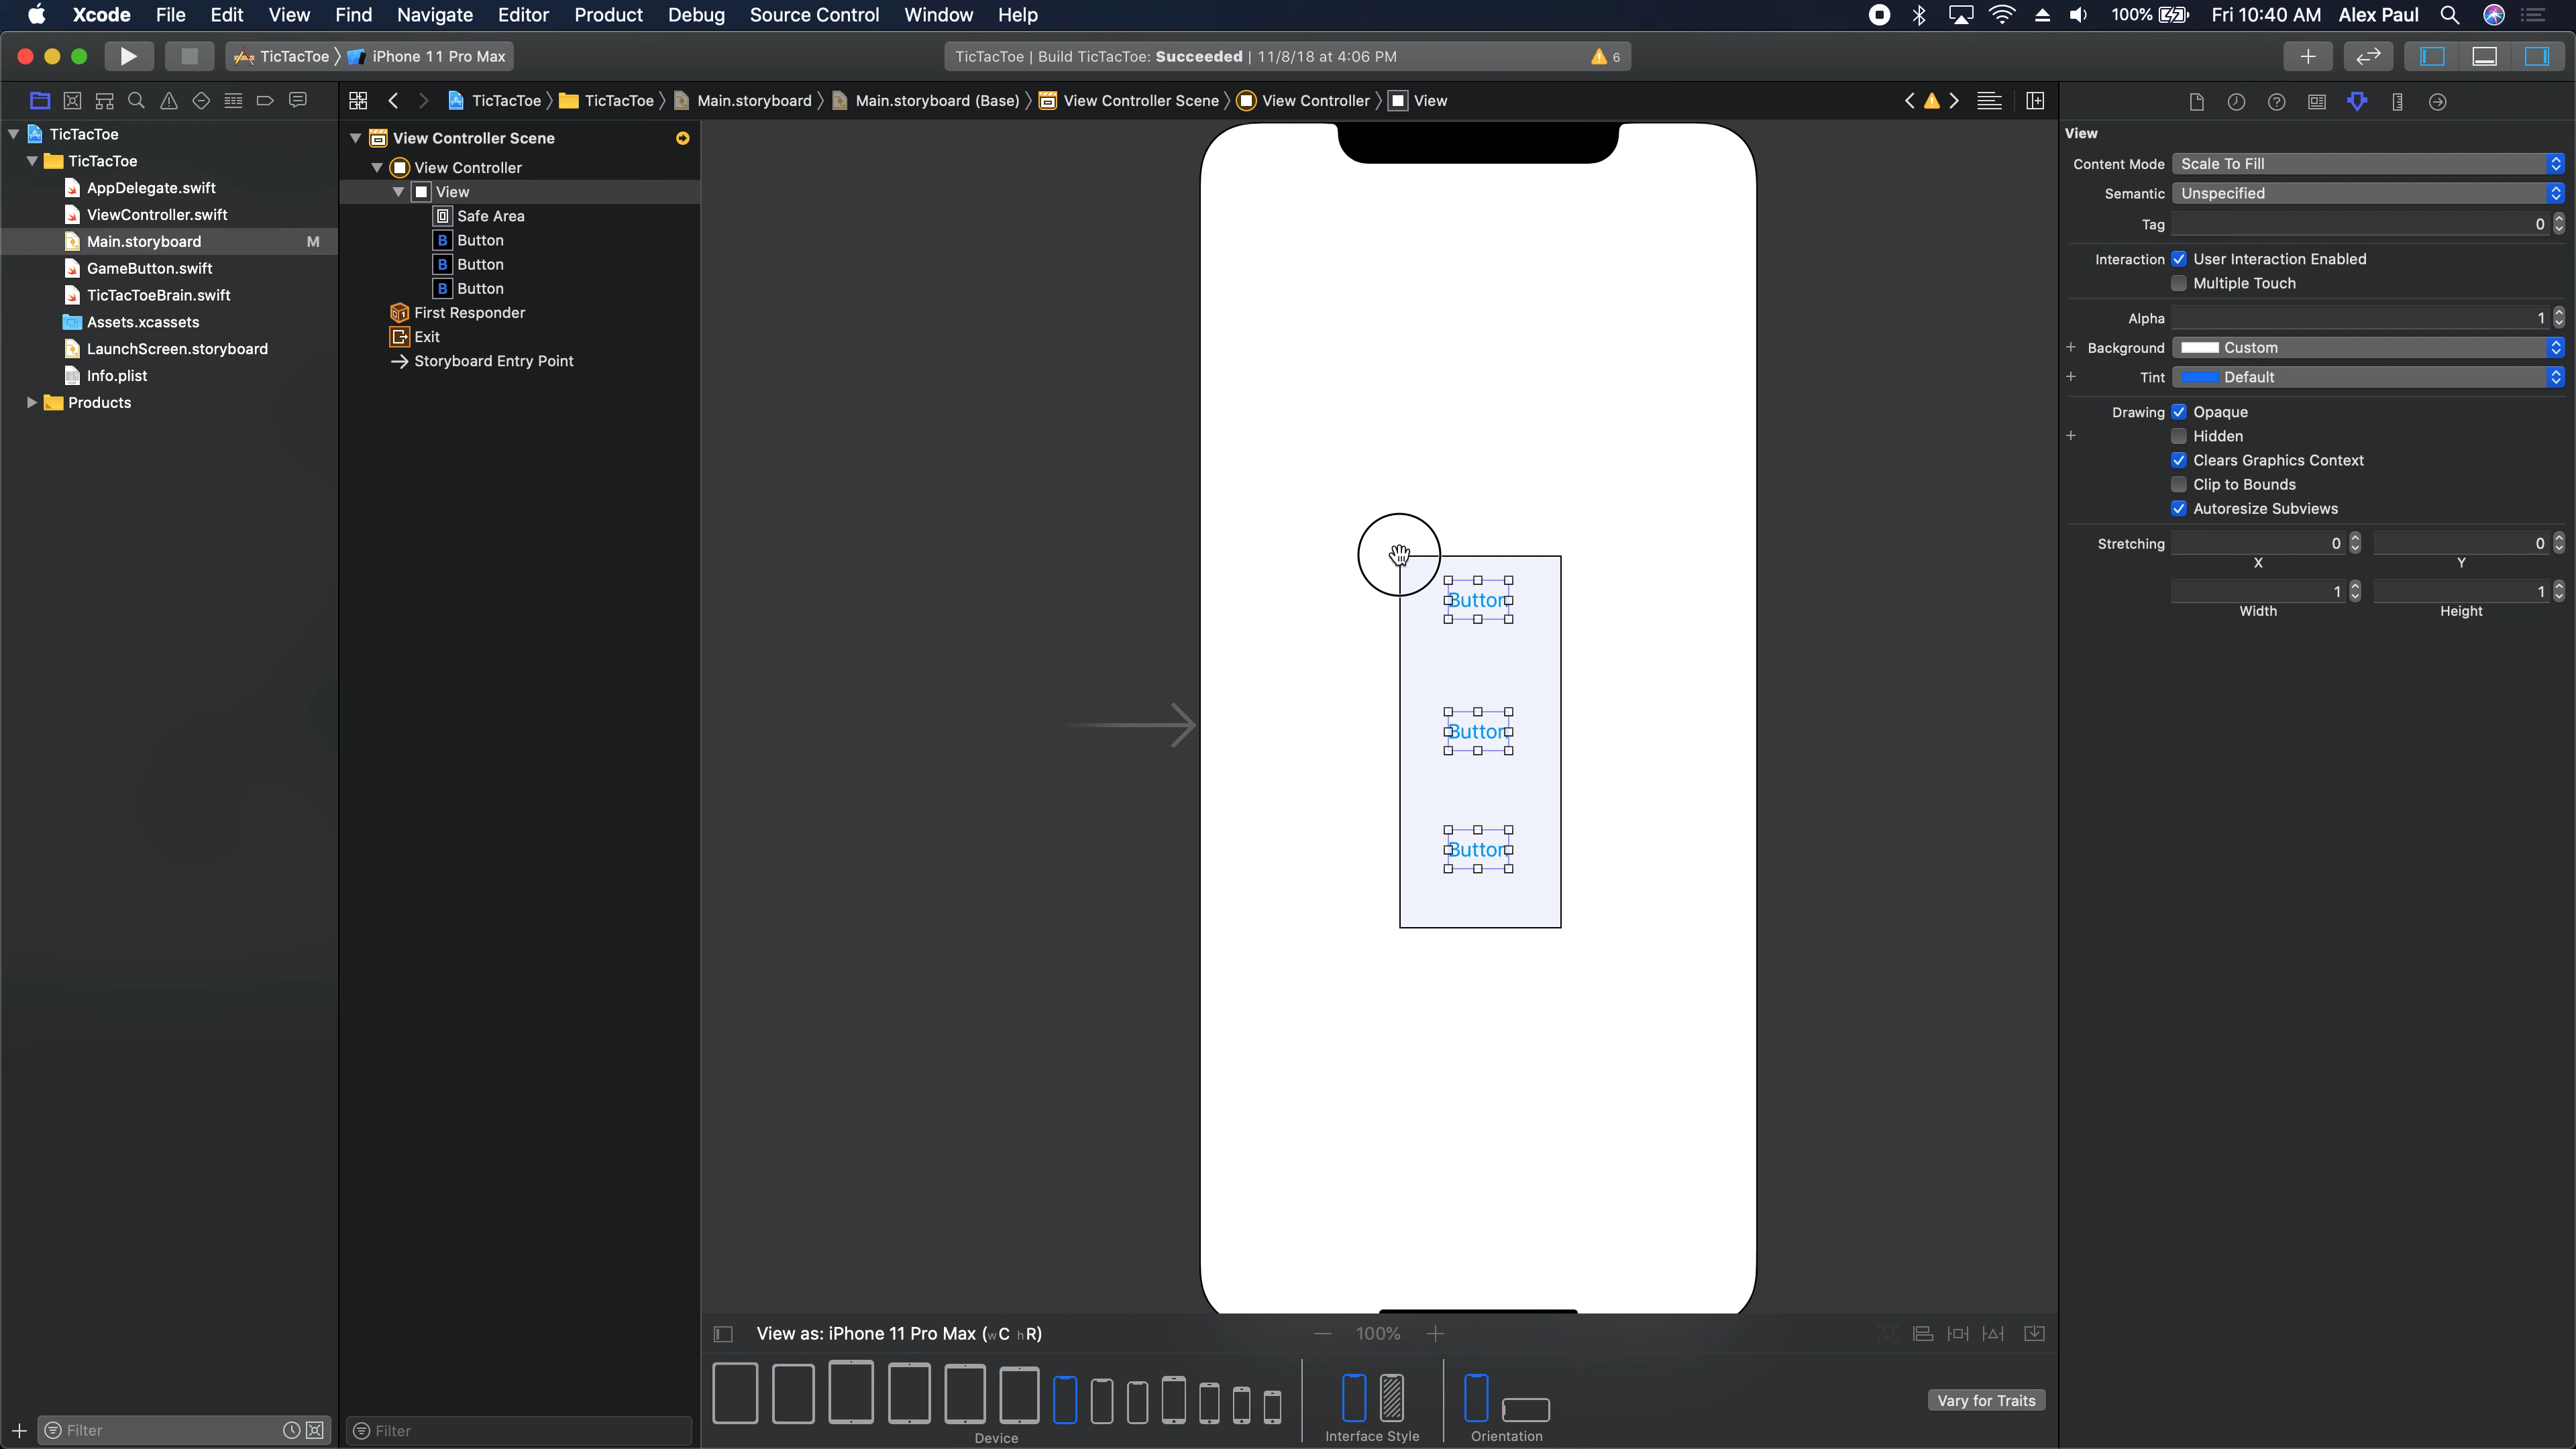 Xcode File Edit View Find Navigate Editor Product Debug Source Control Window Help 100% Fri 10:40 AM Alex Paul
TicTacToe iPhone 11 Pro Max TicTacToe | Build TicTacToe: Succeeded | 11/8/18 at 4:06 PM 6
TicTacToe TicTacToe Main.storyboard Main.storyboard (Base) View Controller Scene View Controller View
TicTacToe
TicTacToe
AppDelegate.swift
ViewController.swift
Main.storyboard M
GameButton.swift
TicTacToeBrain.swift
Assets.xcassets
LaunchScreen.storyboard
Info.plist
Products
Filter
View Controller Scene
View Controller
View
Safe Area
B Button
B Button
B Button
First Responder
Exit
Storyboard Entry Point
Filter
Button
Button
Button
View as: iPhone 11 Pro Max (wC hR) 100%
Device Interface Style Orientation
Vary for Traits
View
Content Mode Scale To Fill
Semantic Unspecified
Tag 0
Interaction User Interaction Enabled
Multiple Touch
Alpha 1
Background Custom
Tint Default
Drawing Opaque
Hidden
Clears Graphics Context
Clip to Bounds
Autoresize Subviews
Stretching 0 0
X Y
1 1
Width Height